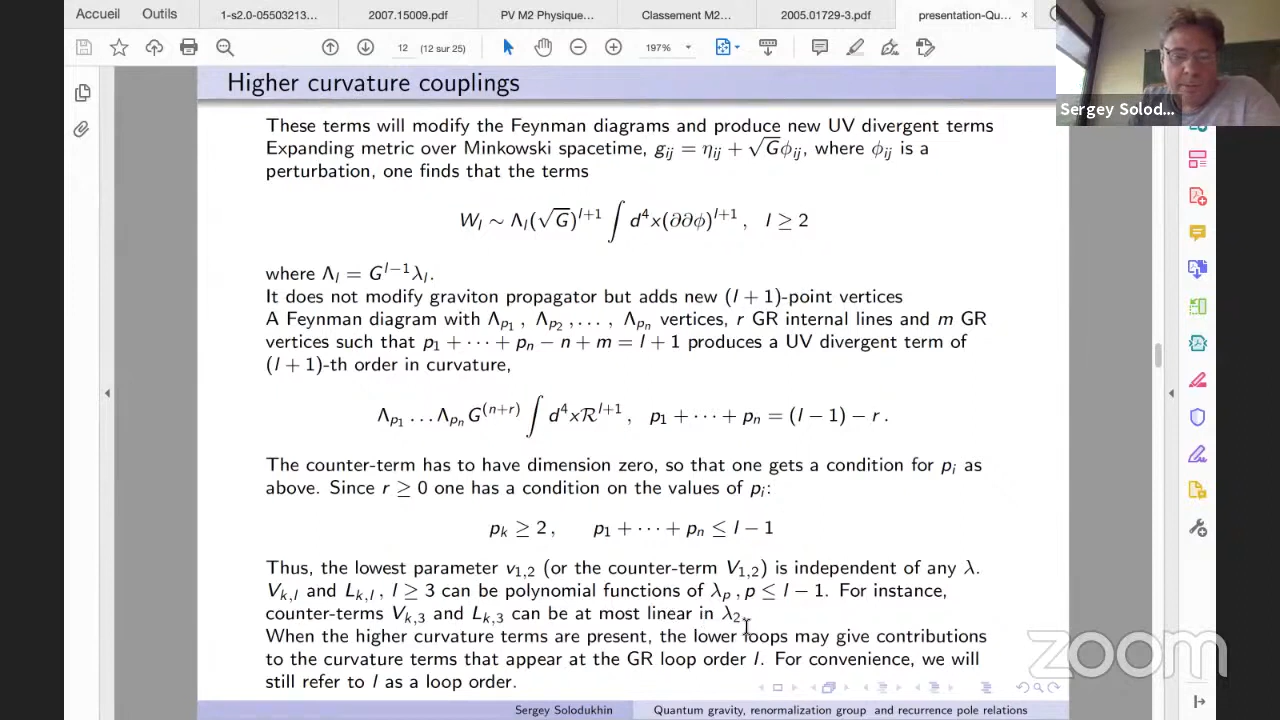 Accueil Outils 1-s2.0-05503213... 2007.15009.pdf PV M2 Physique... Classement M2... 2005.01729-3.pdf presentation-Qu... ×
12 (12 sur 25) 197%
Higher curvature couplings
Sergey Solod...
These terms will modify the Feynman diagrams and produce new UV divergent terms
Expanding metric over Minkowski spacetime, g_{ij} = η_{ij} + √G φ_{ij}, where φ_{ij} is a
perturbation, one finds that the terms
W_l ∼ Λ_l(√G)^{l+1} ∫ d^4x(∂∂φ)^{l+1} , l ≥ 2
where Λ_l = G^{l−1}λ_l.
It does not modify graviton propagator but adds new (l + 1)-point vertices
A Feynman diagram with Λ_{p_1} , Λ_{p_2} , . . . , Λ_{p_n} vertices, r GR internal lines and m GR
vertices such that p_1 + · · · + p_n − n + m = l + 1 produces a UV divergent term of
(l + 1)-th order in curvature,
Λ_{p_1} . . . Λ_{p_n} G^{(n+r)} ∫ d^4xR^{l+1} , p_1 + · · · + p_n = (l − 1) − r .
The counter-term has to have dimension zero, so that one gets a condition for p_i as
above. Since r ≥ 0 one has a condition on the values of p_i:
p_k ≥ 2 , p_1 + · · · + p_n ≤ l − 1
Thus, the lowest parameter v_{1,2} (or the counter-term V_{1,2}) is independent of any λ.
V_{k,l} and L_{k,l} , l ≥ 3 can be polynomial functions of λ_p , p ≤ l − 1. For instance,
counter-terms V_{k,3} and L_{k,3} can be at most linear in λ_2.
When the higher curvature terms are present, the lower loops may give contributions
to the curvature terms that appear at the GR loop order l. For convenience, we will
still refer to l as a loop order.
zoom
Sergey Solodukhin Quantum gravity, renormalization group and recurrence pole relations